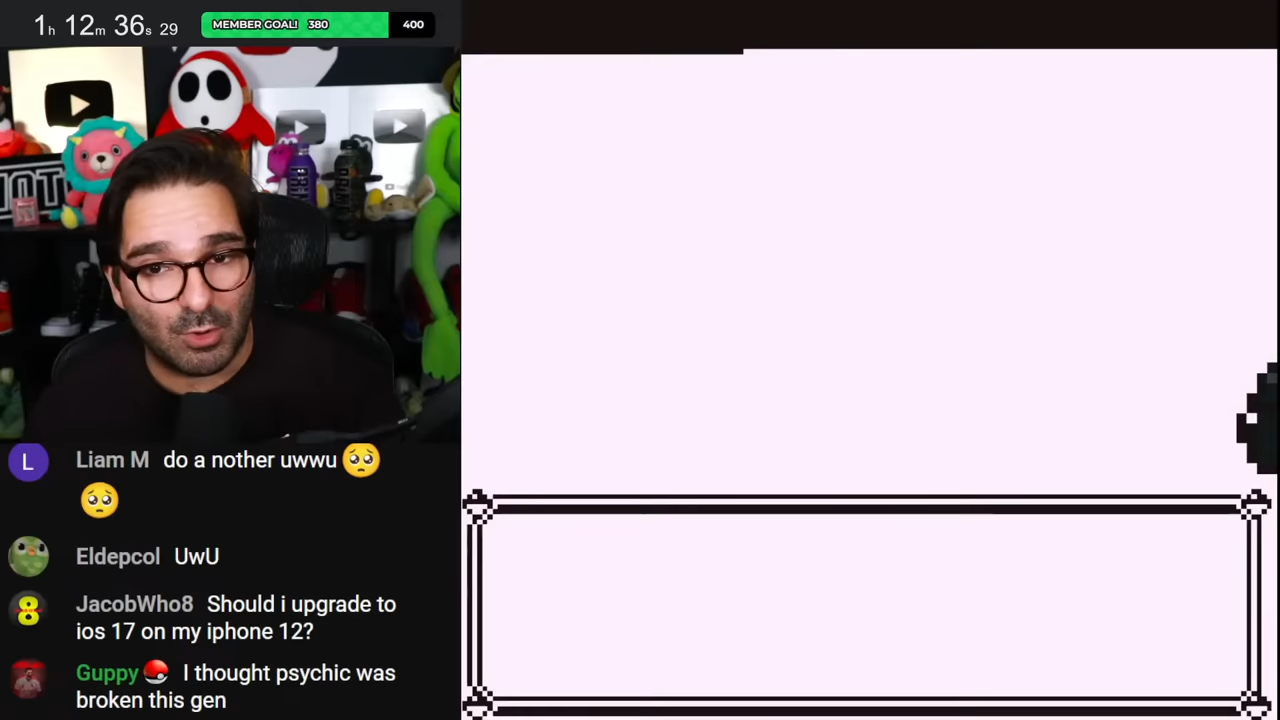 1h 12m 36s 29
MEMBER GOAL! 380 400
Liam M do a nother uwwu🥺
🥺
Eldepcol UwU
JacobWho8 Should i upgrade to
ios 17 on my iphone 12?
Guppy I thought psychic was
broken this gen